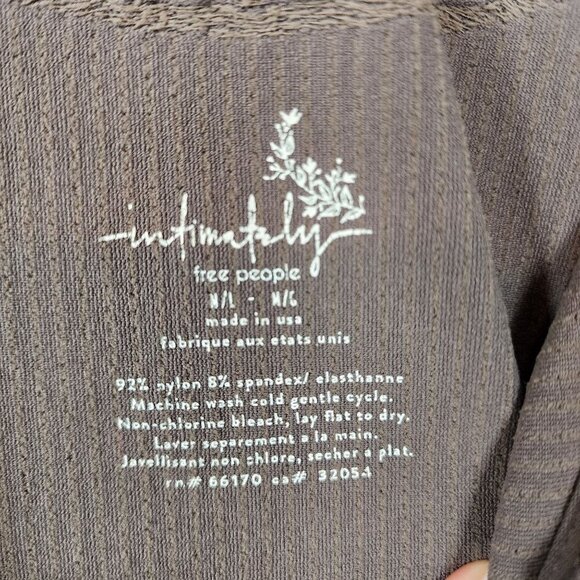 intimately
free people
M/L - M/G
made in usa
fabrique aux etats unis
92% nylon 8% spandex/ elasthanne
Machine wash cold gentle cycle.
Non-chlorine bleach, lay flat to dry.
Laver separement a la main.
Javellisant non chlore, secher a plat.
rn# 66170 ca# 32054